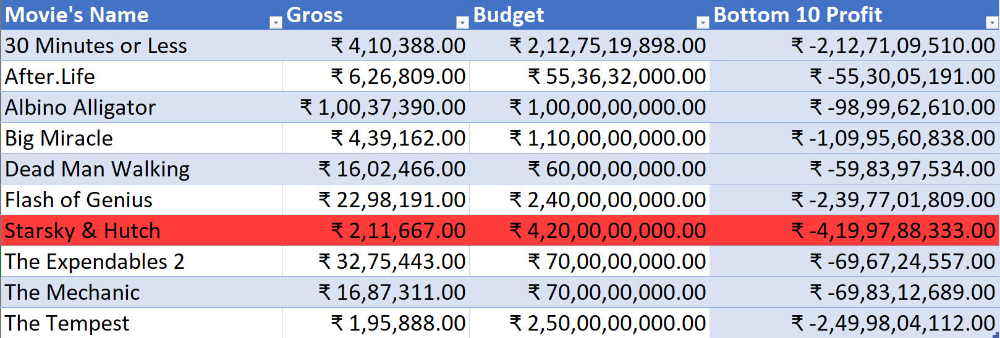 Movie's Name Gross Budget Bottom 10 Profit
30 Minutes or Less ₹ 4,10,388.00 ₹ 2,12,75,19,898.00 ₹ -2,12,71,09,510.00
After.Life ₹ 6,26,809.00 ₹ 55,36,32,000.00 ₹ -55,30,05,191.00
Albino Alligator ₹ 1,00,37,390.00 ₹ 1,00,00,00,000.00 ₹ -98,99,62,610.00
Big Miracle ₹ 4,39,162.00 ₹ 1,10,00,00,000.00 ₹ -1,09,95,60,838.00
Dead Man Walking ₹ 16,02,466.00 ₹ 60,00,00,000.00 ₹ -59,83,97,534.00
Flash of Genius ₹ 22,98,191.00 ₹ 2,40,00,00,000.00 ₹ -2,39,77,01,809.00
Starsky & Hutch ₹ 2,11,667.00 ₹ 4,20,00,00,000.00 ₹ -4,19,97,88,333.00
The Expendables 2 ₹ 32,75,443.00 ₹ 70,00,00,000.00 ₹ -69,67,24,557.00
The Mechanic ₹ 16,87,311.00 ₹ 70,00,00,000.00 ₹ -69,83,12,689.00
The Tempest ₹ 1,95,888.00 ₹ 2,50,00,00,000.00 ₹ -2,49,98,04,112.00